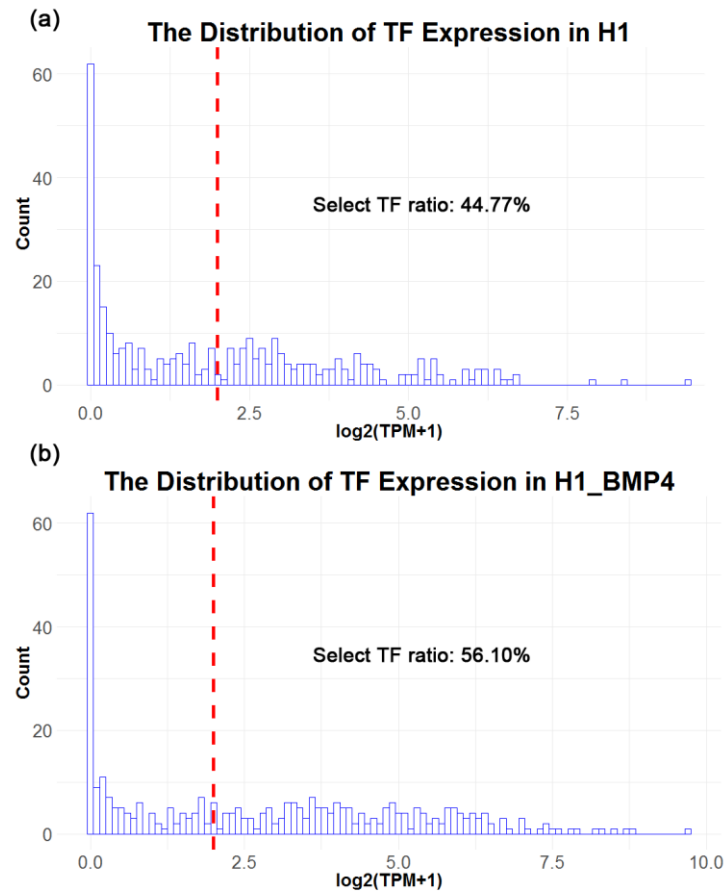 (a)
The Distribution of TF Expression in H1
60
40
20
0
Count
Select TF ratio: 44.77%
0.0 2.5 5.0 7.5
log2(TPM+1)
(b)
The Distribution of TF Expression in H1_BMP4
60
40
20
0
Count
Select TF ratio: 56.10%
0.0 2.5 5.0 7.5 10.0
log2(TPM+1)